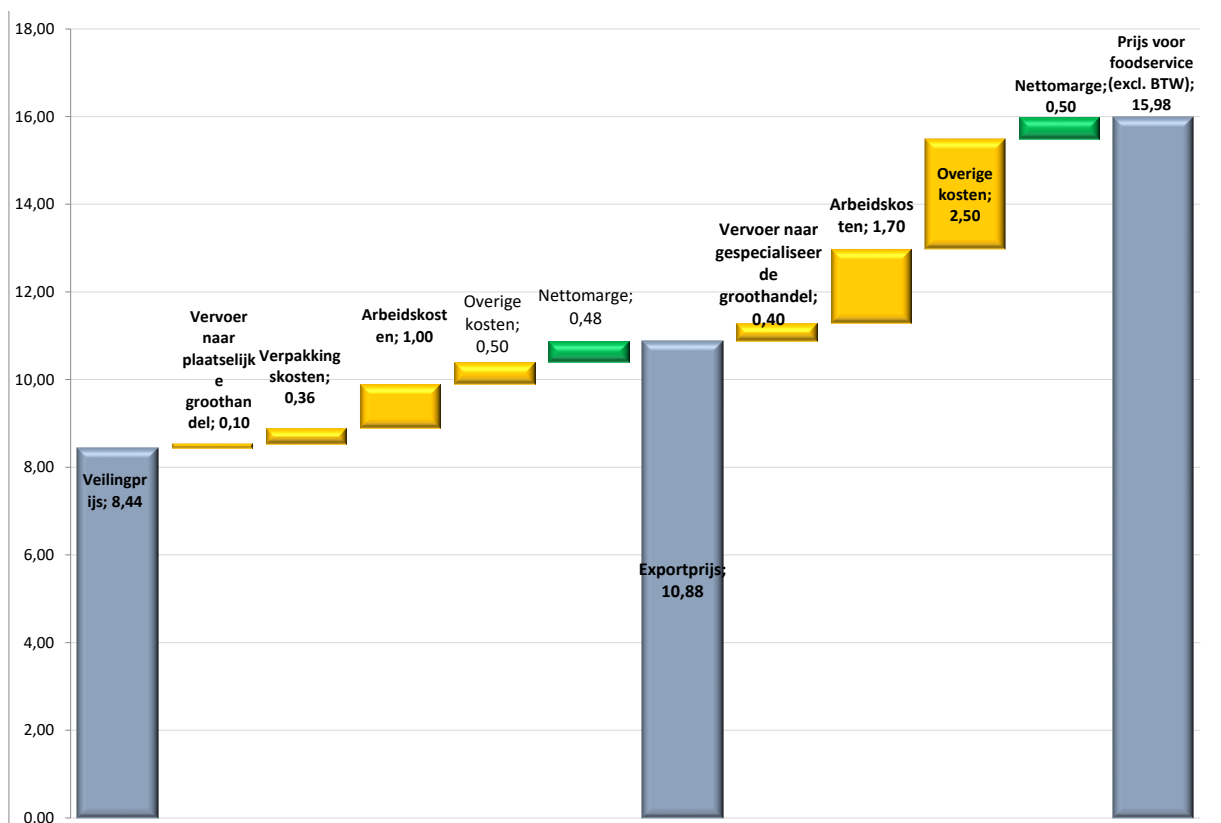 18,00
16,00
14,00
12,00
10,00
8,00
6,00
4,00
2,00
0,00
Veilingpr
ijs; 8,44
Vervoer
naar
plaatselijk
e
groothan
del; 0,10
Verpakking
skosten;
0,36
Arbeidskost
en; 1,00
Overige
kosten;
0,50
Nettomarge;
0,48
Exportprijs;
10,88
Vervoer naar
gespecialiseer
de
groothandel;
0,40
Arbeidskos
ten; 1,70
Overige
kosten;
2,50
Nettomarge;
0,50
Prijs voor
foodservice
(excl. BTW);
15,98